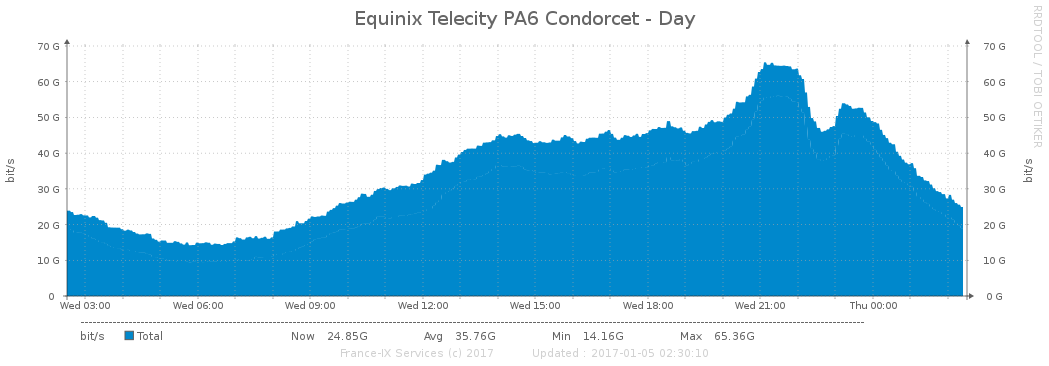 Equinix Telecity PA6 Condorcet - Day
RRDTOOL / TOBI OETIKER
bit/s
70 G 70 G
60 G 60 G
50 G 50 G
40 G 40 G
30 G 30 G
20 G 20 G
10 G 10 G
0 0 G
bit/s
Wed 03:00 Wed 06:00 Wed 09:00 Wed 12:00 Wed 15:00 Wed 18:00 Wed 21:00 Thu 00:00
bit/s Total Now 24.85G Avg 35.76G Min 14.16G Max 65.36G
France-IX Services (c) 2017 Updated : 2017-01-05 02:30:10